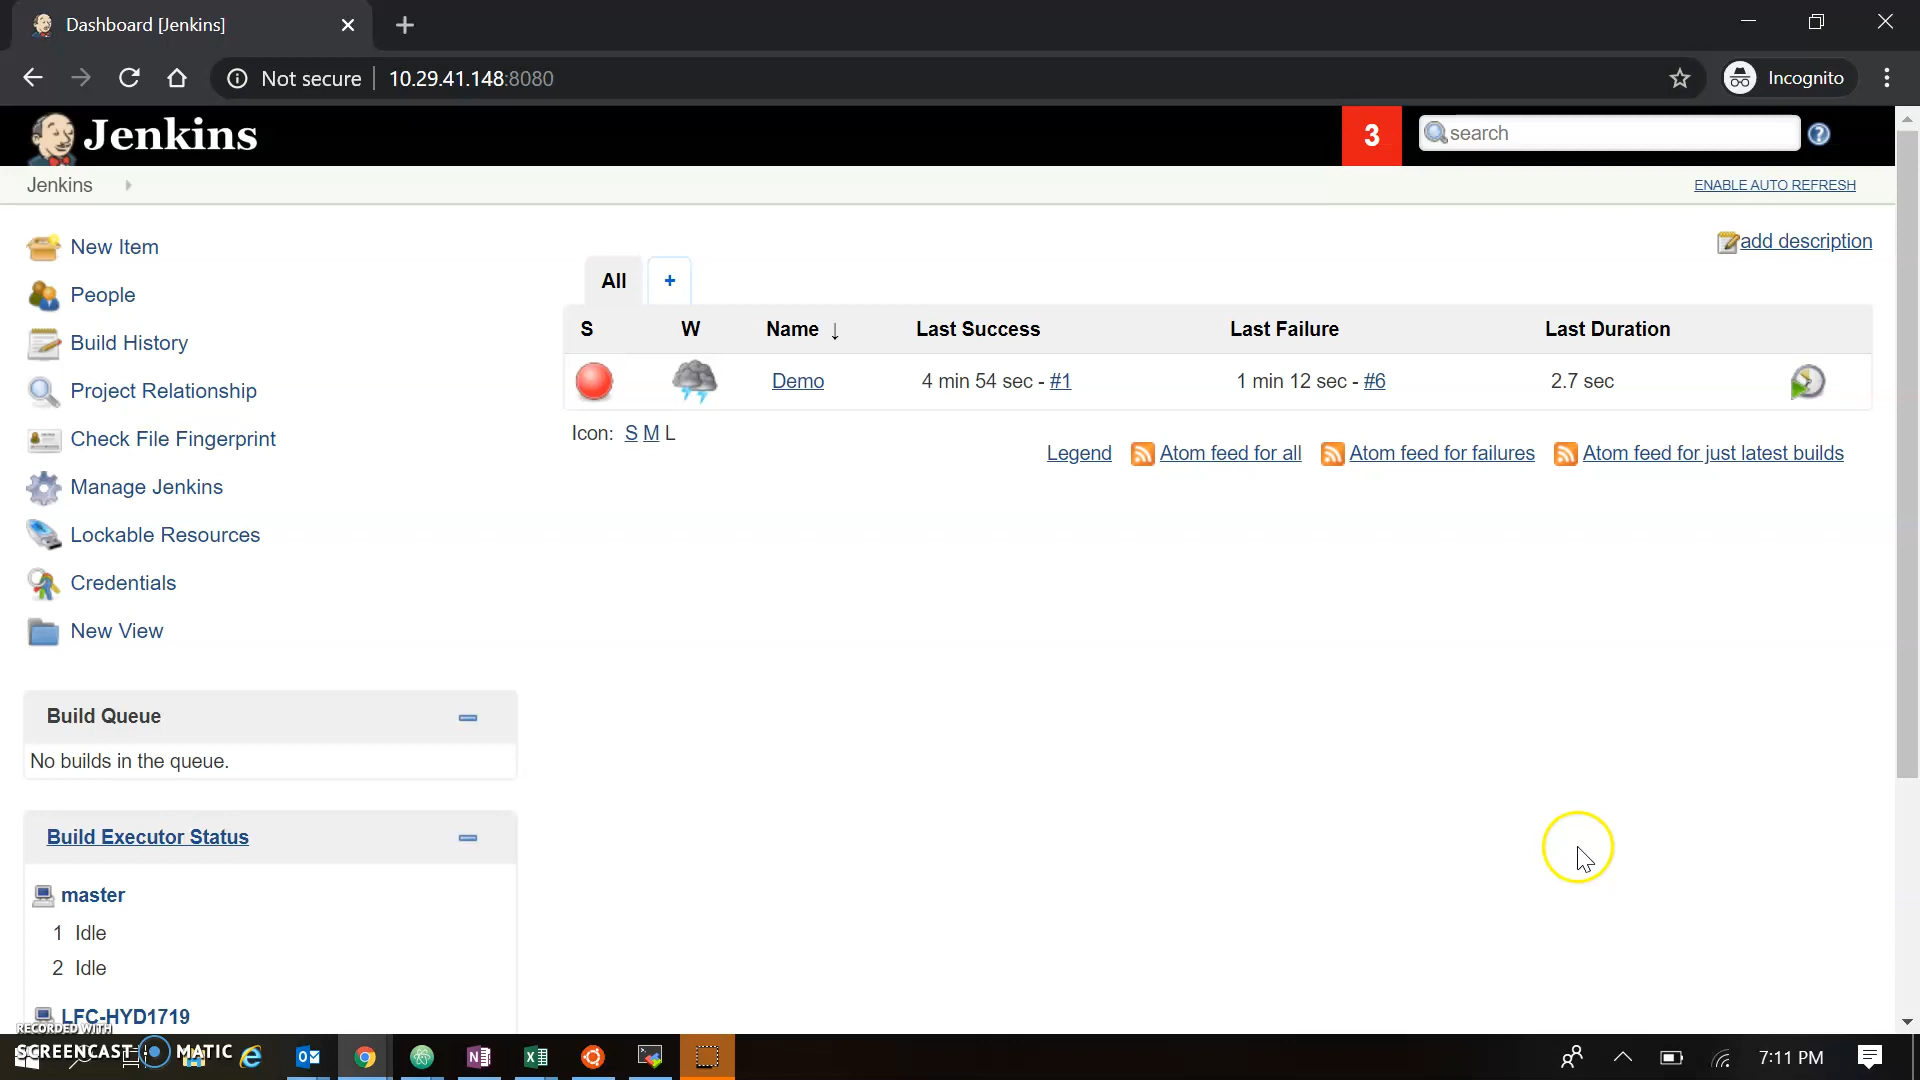 Dashboard [Jenkins]
Not secure
10.29.41.148:8080
Incognito
Jenkins
3
search
Jenkins
ENABLE AUTO REFRESH
New Item
People
Build History
Project Relationship
Check File Fingerprint
Manage Jenkins
Lockable Resources
Credentials
New View
add description
All +
S W Name ↓ Last Success Last Failure Last Duration
Demo 4 min 54 sec - #1 1 min 12 sec - #6 2.7 sec
Icon: S M L
Legend Atom feed for all Atom feed for failures Atom feed for just latest builds
Build Queue
No builds in the queue.
Build Executor Status
master
1 Idle
2 Idle
LFC-HYD1719
RECORDED WITH
SCREENCAST MATIC
7:11 PM